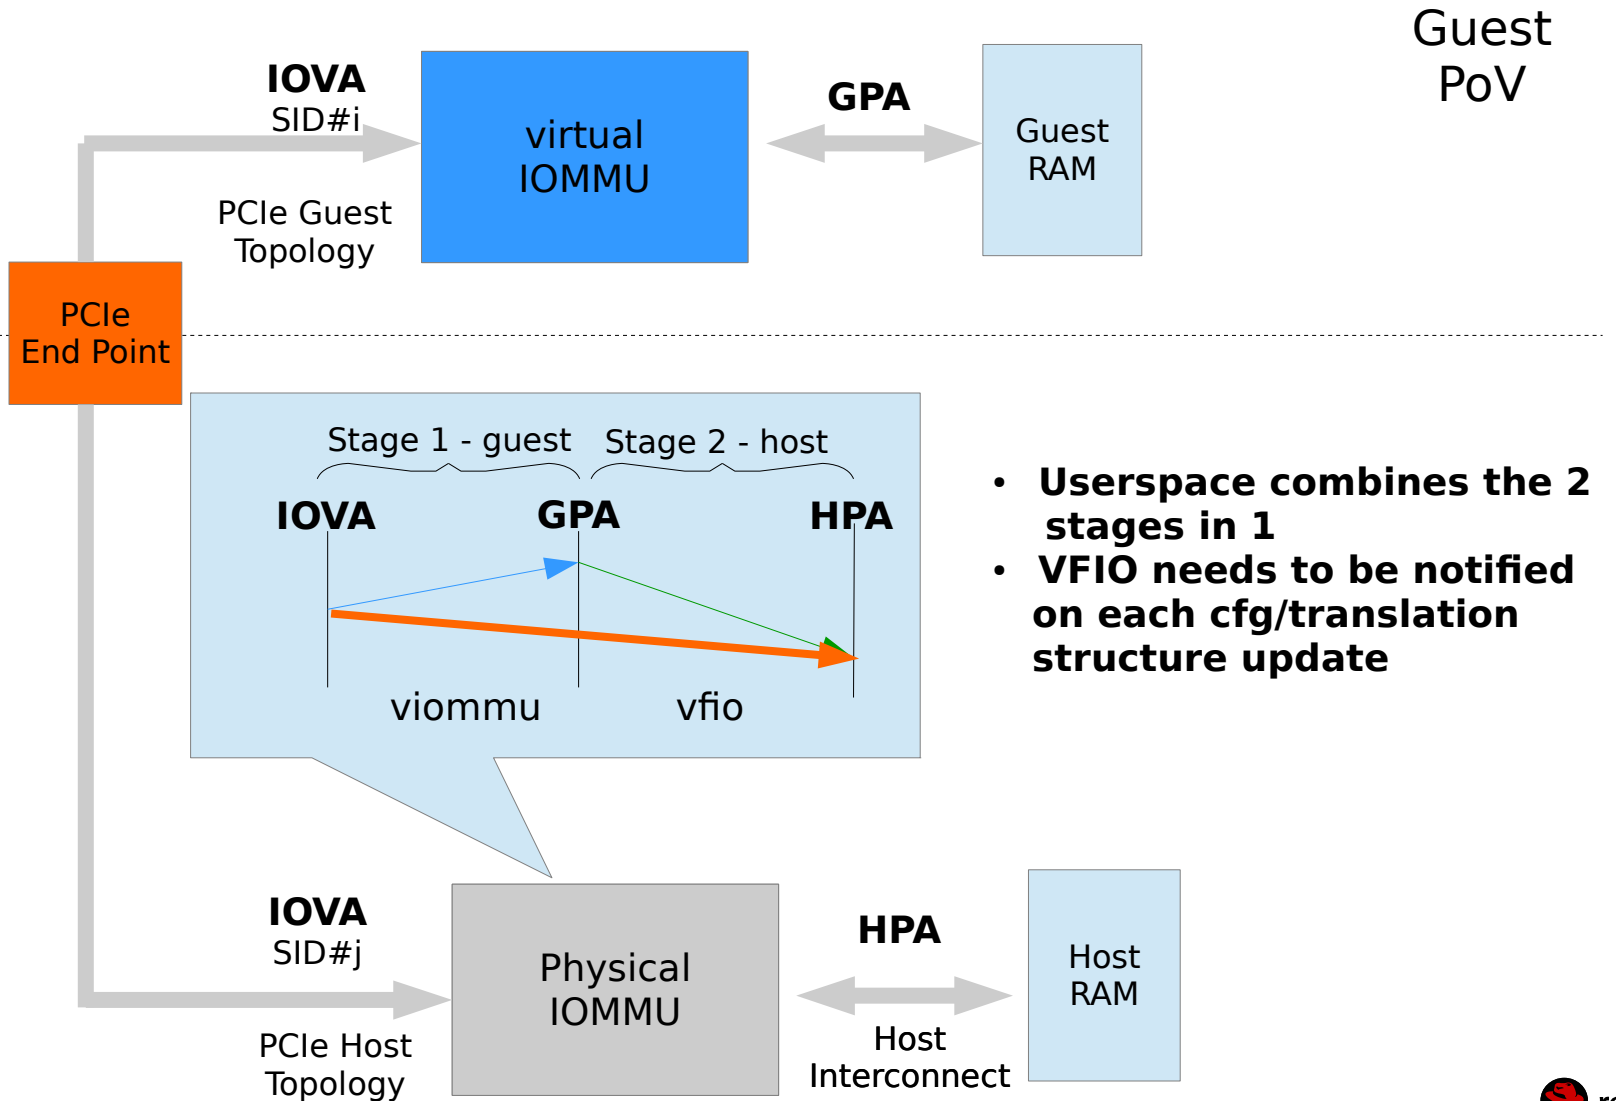 Guest
PoV
IOVA
SID#i
virtual
IOMMU
GPA
Guest
RAM
PCIe Guest
Topology
PCIe
End Point
Stage 1 - guest
Stage 2 - host
IOVA
GPA
HPA
viommu
vfio
• Userspace combines the 2
stages in 1
• VFIO needs to be notified
on each cfg/translation
structure update
IOVA
SID#j
Physical
IOMMU
HPA
Host
Interconnect
Host
RAM
PCIe Host
Topology